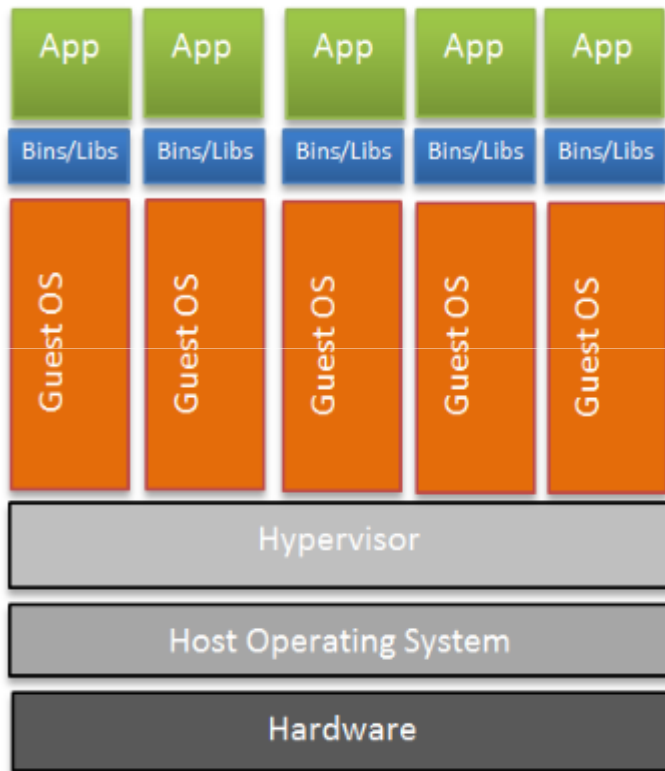 App App App App App
Bins/Libs Bins/Libs Bins/Libs Bins/Libs Bins/Libs
Guest OS Guest OS Guest OS Guest OS Guest OS
Hypervisor
Host Operating System
Hardware